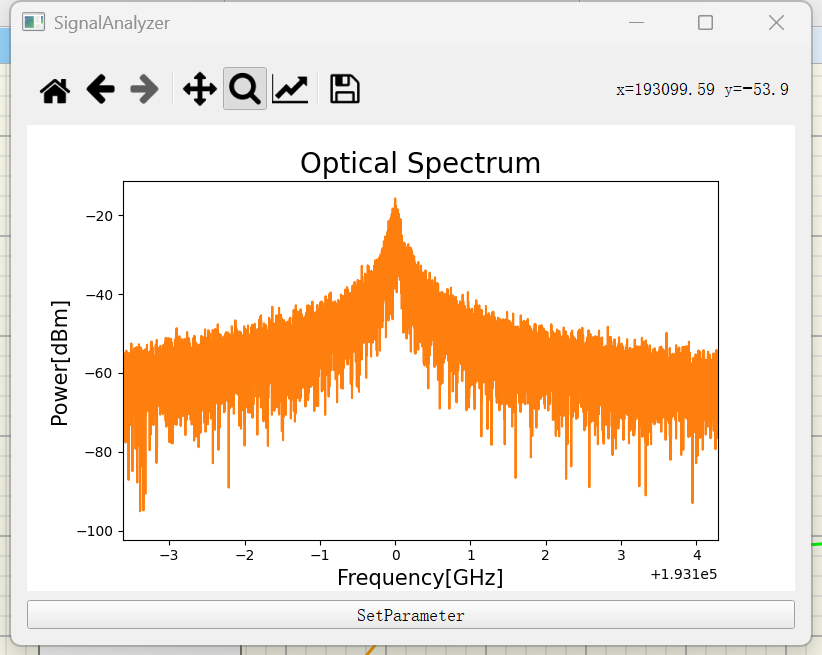 SignalAnalyzer
x=193099.59 y=−53.9
Optical Spectrum
Power[dBm]
−20
−40
−60
−80
−100
−3 −2 −1 0 1 2 3 4
+1.931e5
Frequency[GHz]
SetParameter